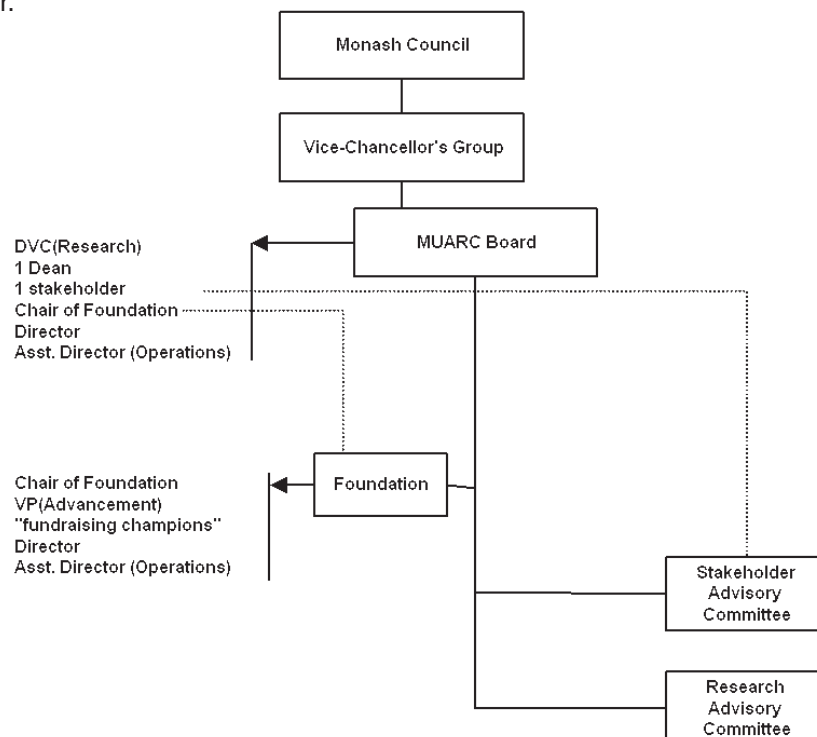 r.
Monash Council
Vice-Chancellor's Group
MUARC Board
DVC(Research)
1 Dean
1 stakeholder
Chair of Foundation
Director
Asst. Director (Operations)
Foundation
Chair of Foundation
VP(Advancement)
"fundraising champions"
Director
Asst. Director (Operations)
Stakeholder
Advisory
Committee
Research
Advisory
Committee